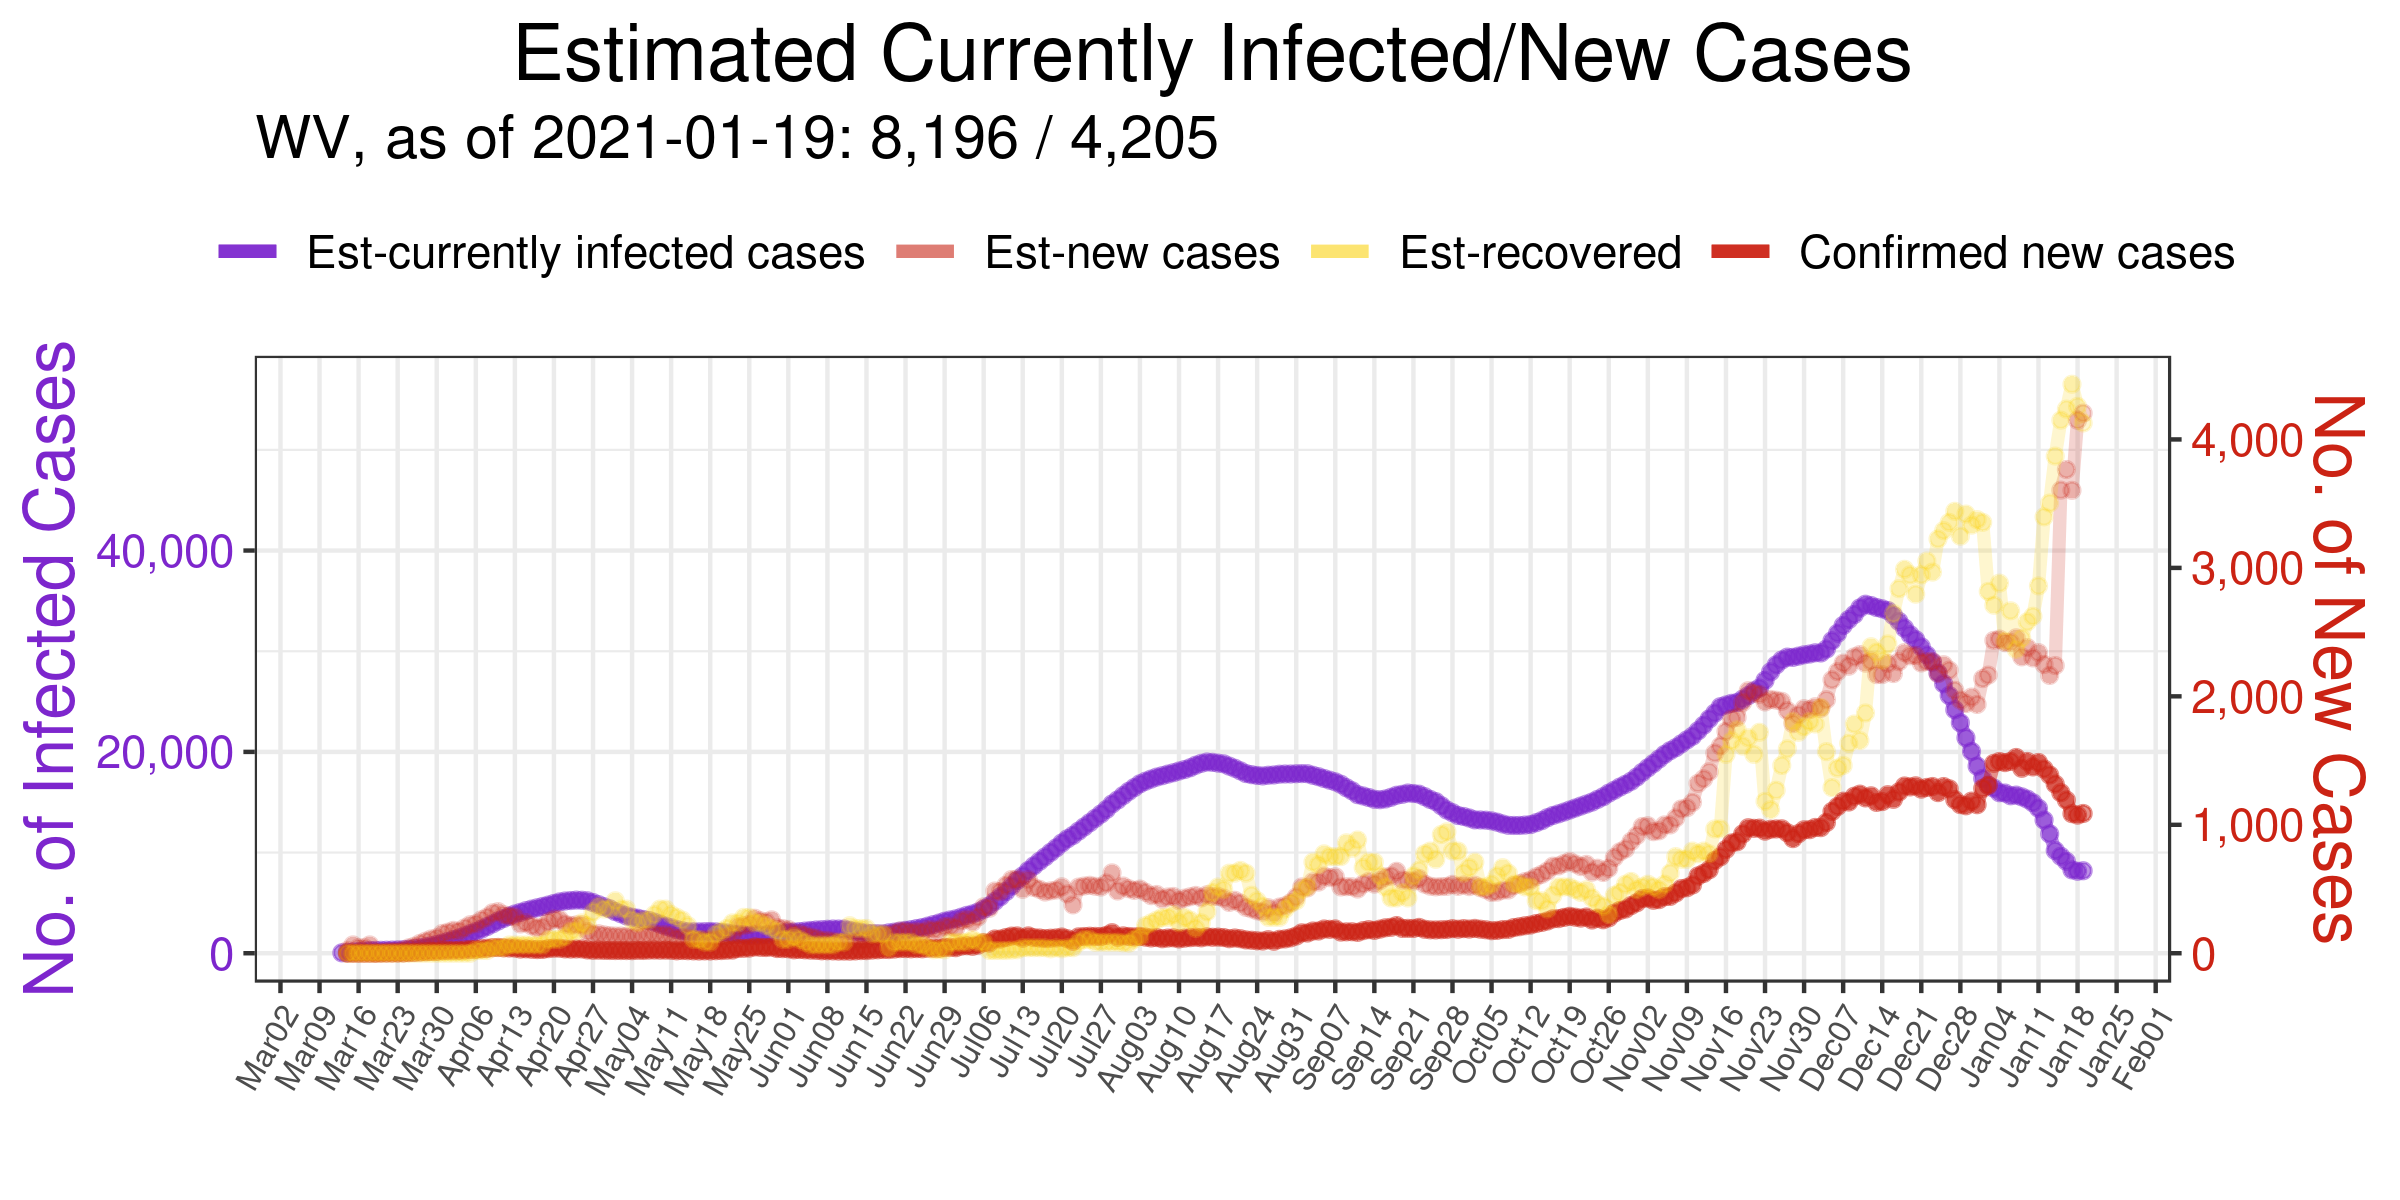 Estimated Currently Infected/New Cases
WV, as of 2021-01-19: 8,196 / 4,205
Est-currently infected cases Est-new cases Est-recovered Confirmed new cases
No. of Infected Cases
40,000
20,000
0
4,000
3,000
2,000
1,000
0
No. of New Cases
Mar02 Mar09 Mar16 Mar23 Mar30 Apr06 Apr13 Apr20 Apr27 May04 May11 May18 May25 Jun01 Jun08 Jun15 Jun22 Jun29 Jul06 Jul13 Jul20 Jul27 Aug03 Aug10 Aug17 Aug24 Aug31 Sep07 Sep14 Sep21 Sep28 Oct05 Oct12 Oct19 Oct26 Nov02 Nov09 Nov16 Nov23 Nov30 Dec07 Dec14 Dec21 Dec28 Jan04 Jan11 Jan18 Jan25 Feb01